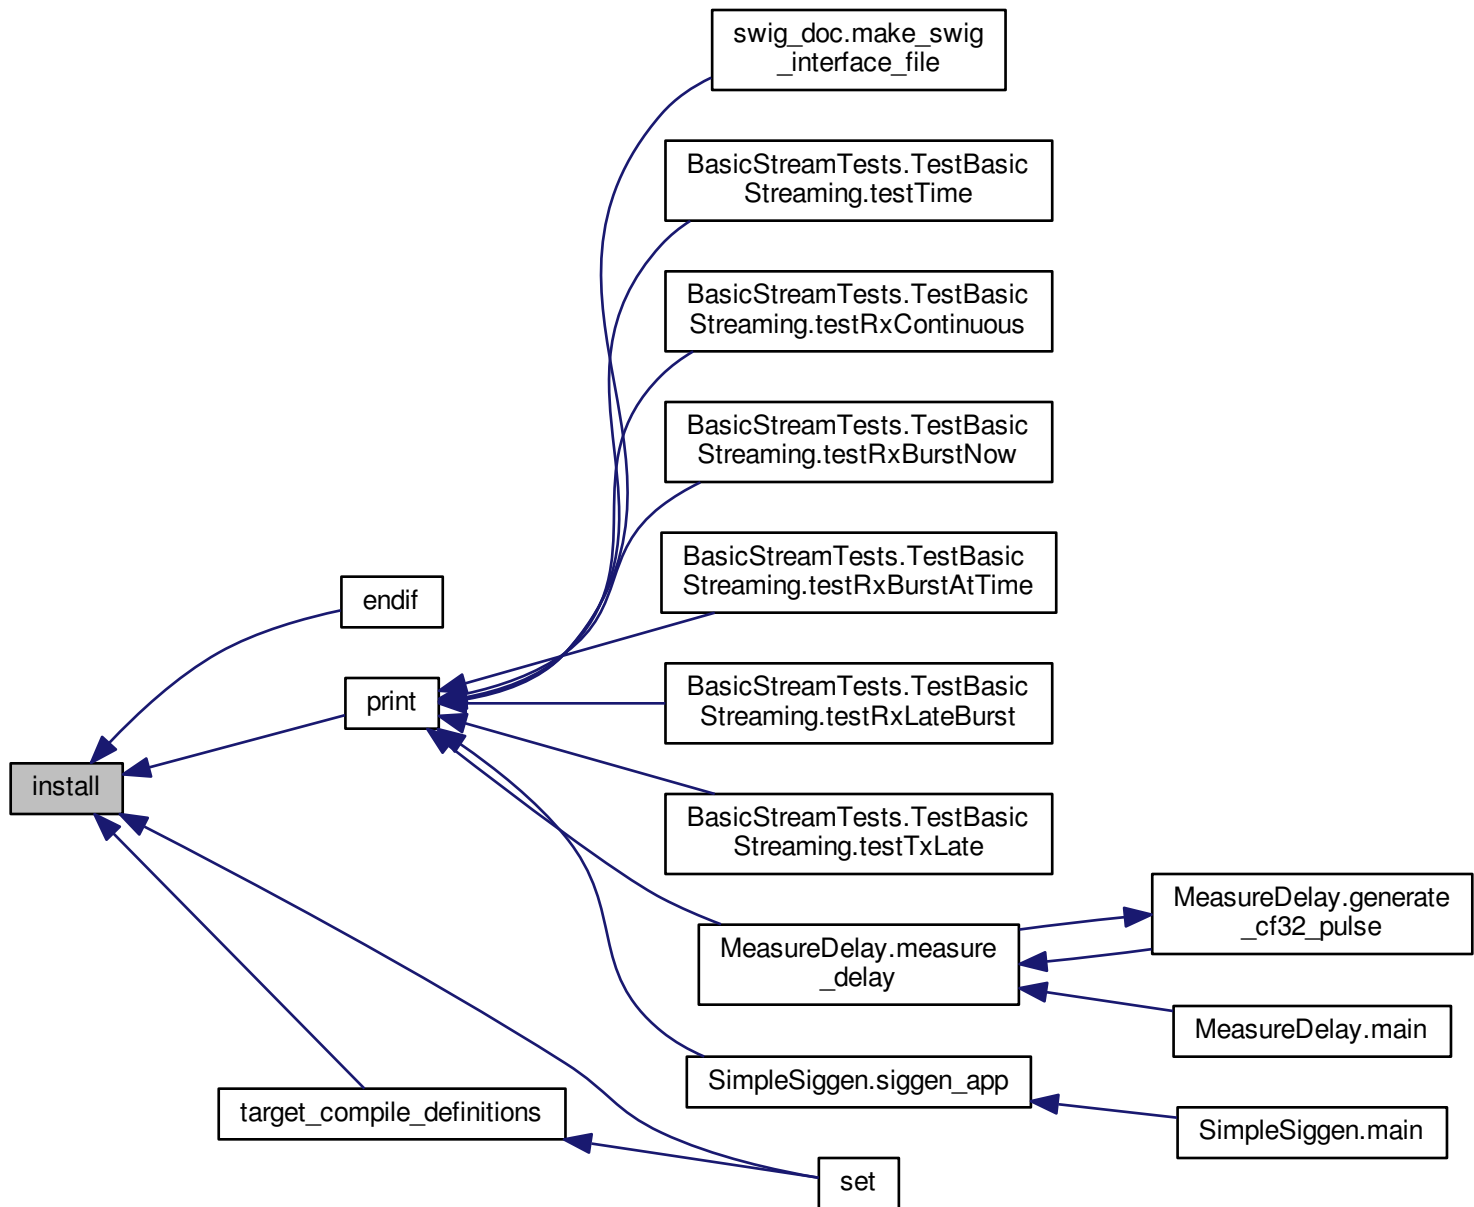 swig_doc.make_swig
_interface_file
BasicStreamTests.TestBasic
Streaming.testTime
BasicStreamTests.TestBasic
Streaming.testRxContinuous
BasicStreamTests.TestBasic
Streaming.testRxBurstNow
BasicStreamTests.TestBasic
Streaming.testRxBurstAtTime
endif
BasicStreamTests.TestBasic
Streaming.testRxLateBurst
print
install
BasicStreamTests.TestBasic
Streaming.testTxLate
MeasureDelay.generate
_cf32_pulse
MeasureDelay.measure
_delay
MeasureDelay.main
SimpleSiggen.siggen_app
target_compile_definitions
SimpleSiggen.main
set